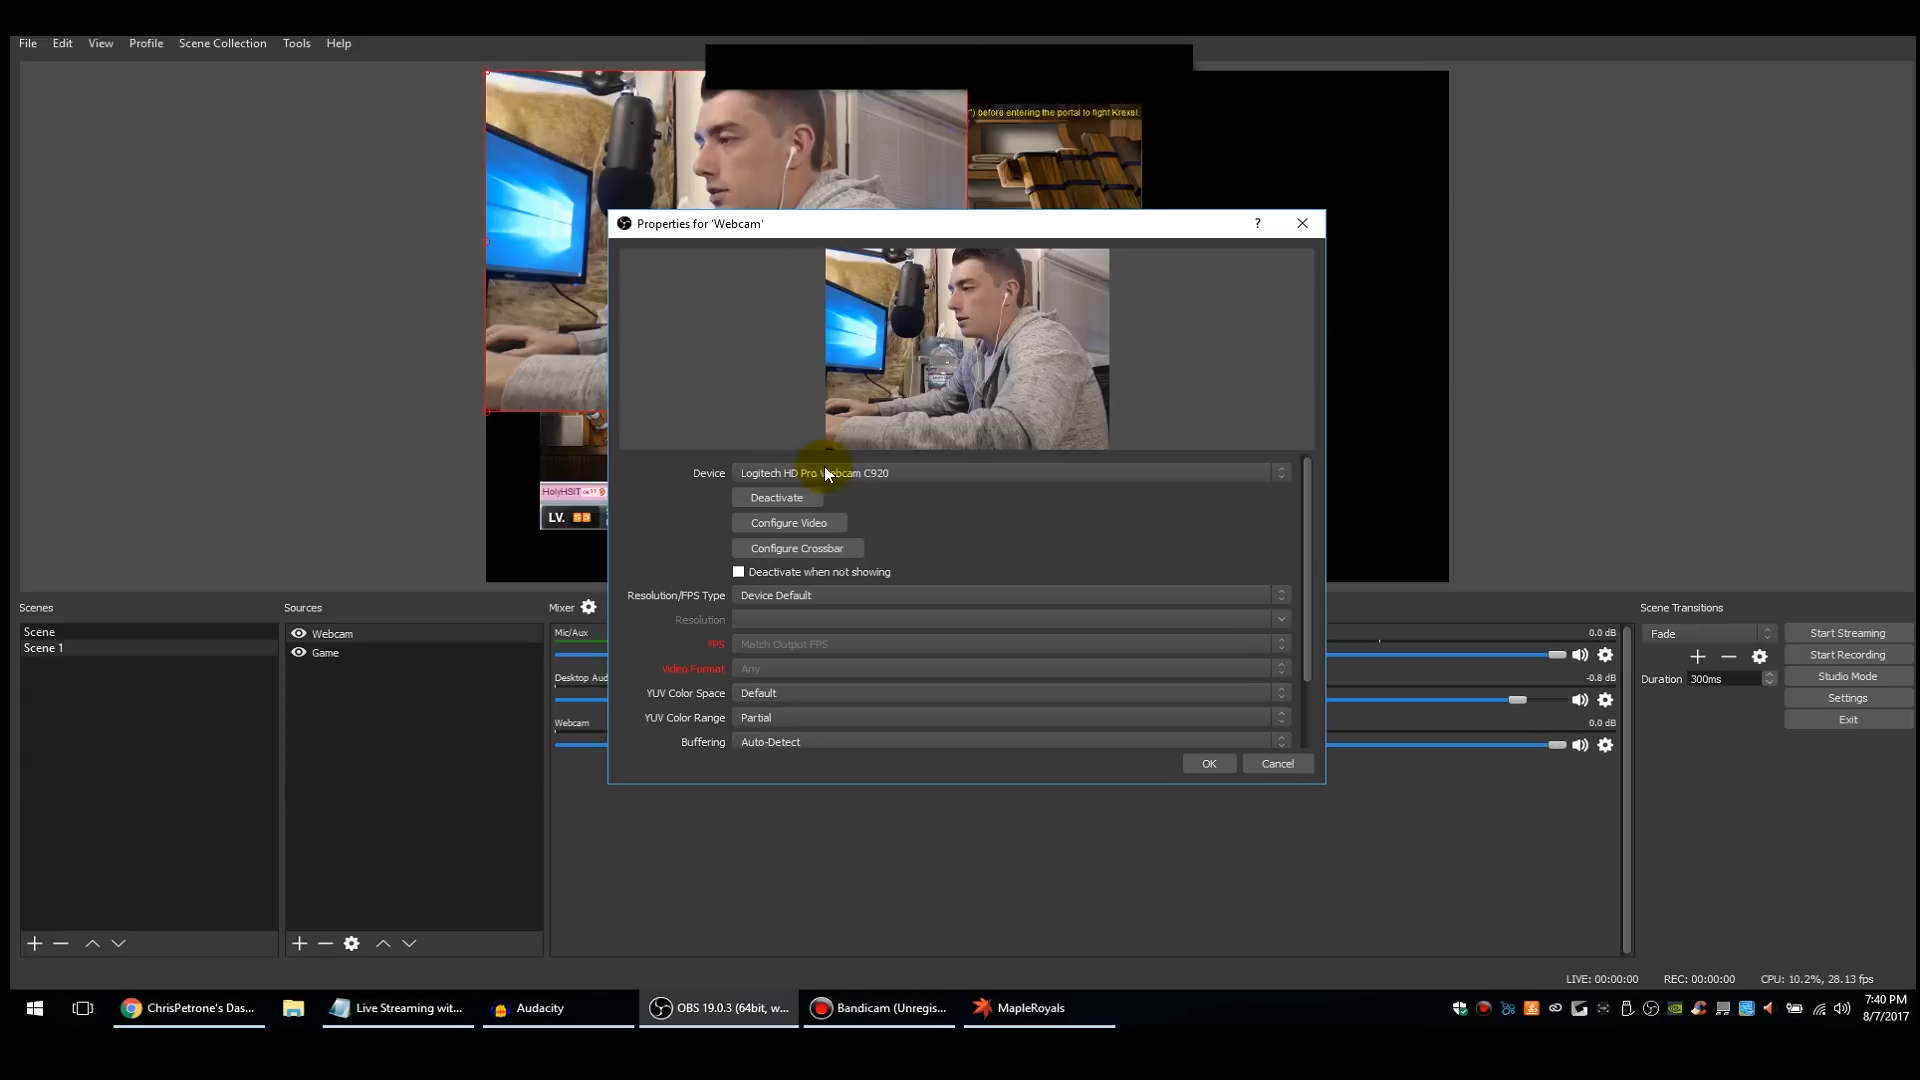 File Edit View Profile Scene Collection Tools Help
") before entering the portal to fight Krexel.
Properties for 'Webcam'
?
Device Logitech HD Pro Webcam C920
Deactivate
Configure Video
Configure Crossbar
Deactivate when not showing
Resolution/FPS Type Device Default
Resolution
FPS Match Output FPS
Video Format Any
YUV Color Space Default
YUV Color Range Partial
Buffering Auto-Detect
OK Cancel
HolyHSIT
LV. 53
Scenes
Scene
Scene 1
Sources
Webcam
Game
Mixer
Mic/Aux 0.0 dB
Desktop Aud -0.8 dB
Webcam 0.0 dB
Scene Transitions
Fade
Duration 300ms
Start Streaming
Start Recording
Studio Mode
Settings
Exit
LIVE: 00:00:00 REC: 00:00:00 CPU: 10.2%, 28.13 fps
ChrisPetrone's Das... Live Streaming wit... Audacity OBS 19.0.3 (64bit, w... Bandicam (Unregis... MapleRoyals
7:40 PM
8/7/2017